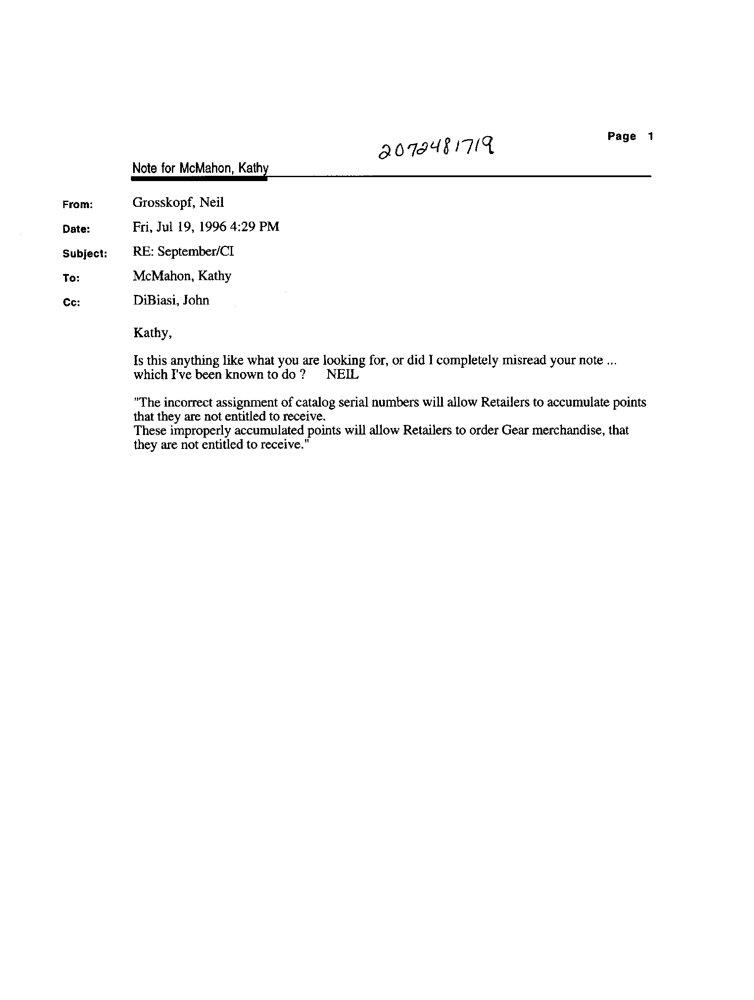 Page 1
2072481719
Note for McMahon, Kathy
From: Grosskopf, Neil
Date: Fri, Jul 19, 1996 4:29 PM
Subject: RE: September/CI
To: McMahon, Kathy
Cc: DiBiasi, John
Kathy,
Is this anything like what you are looking for, or did I completely misread your note ...
which I've been known to do ? NEIL
"The incorrect assignment of catalog serial numbers will allow Retailers to accumulate points
that they are not entitled to receive.
These improperly accumulated points will allow Retailers to order Gear merchandise, that
they are not entitled to receive."